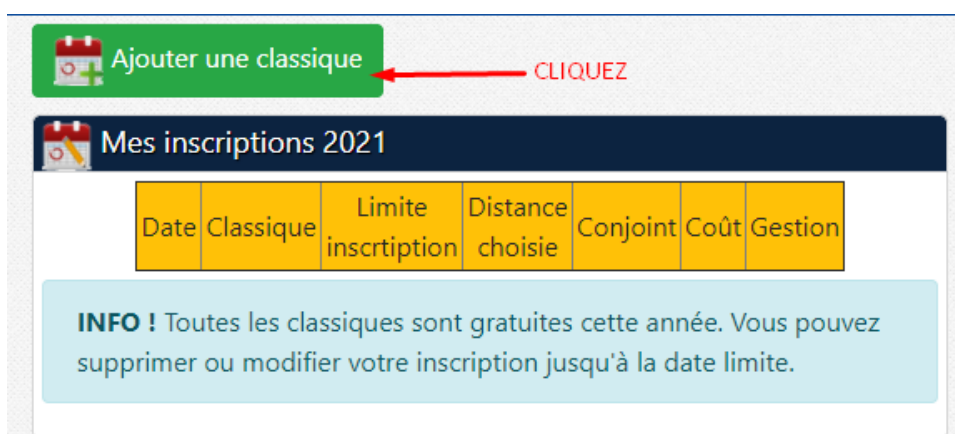 Ajouter une classique
CLIQUEZ
Mes inscriptions 2021
Date Classique Limite inscrtiption Distance choisie Conjoint Coût Gestion
INFO ! Toutes les classiques sont gratuites cette année. Vous pouvez
supprimer ou modifier votre inscription jusqu'à la date limite.